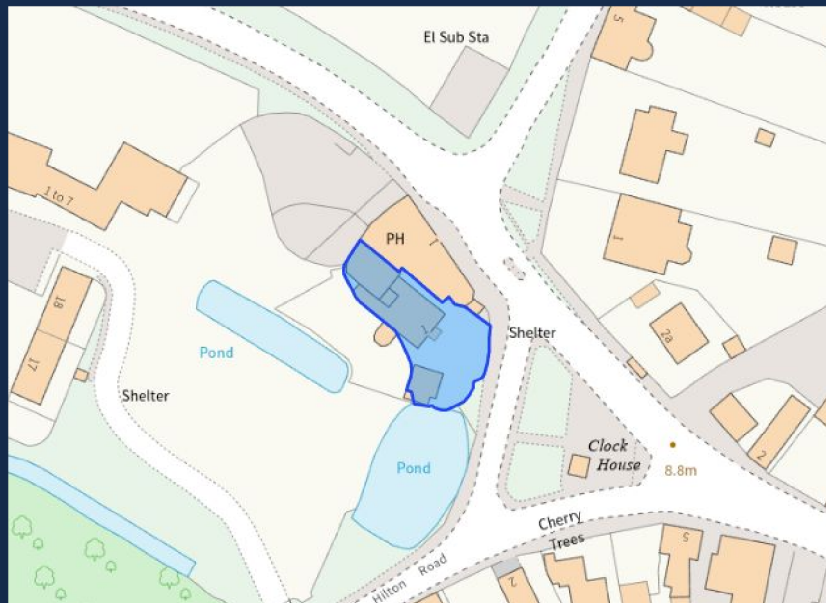 El Sub Sta
5
1 to 7
PH
1
1
18
17
Pond
Shelter
Shelter
2a
Clock
House
8.8m
2
Pond
Cherry
Trees
Hilton Road
5
2